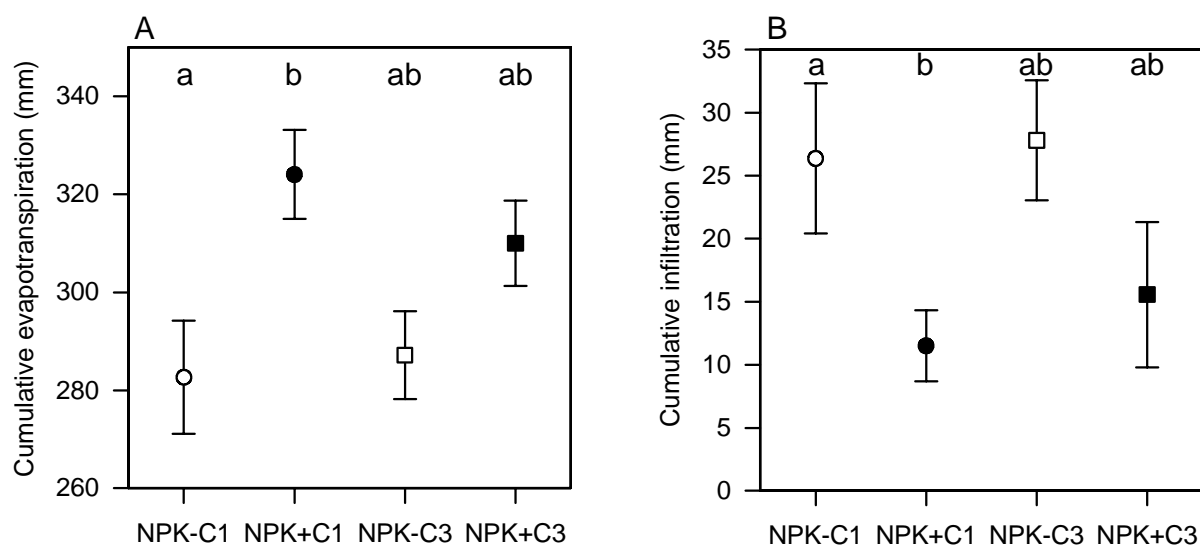 A
Cumulative evapotranspiration (mm)
340
320
300
280
260
a b ab ab
NPK-C1 NPK+C1 NPK-C3 NPK+C3
B
Cumulative infiltration (mm)
35
30
25
20
15
10
5
0
a b ab ab
NPK-C1 NPK+C1 NPK-C3 NPK+C3